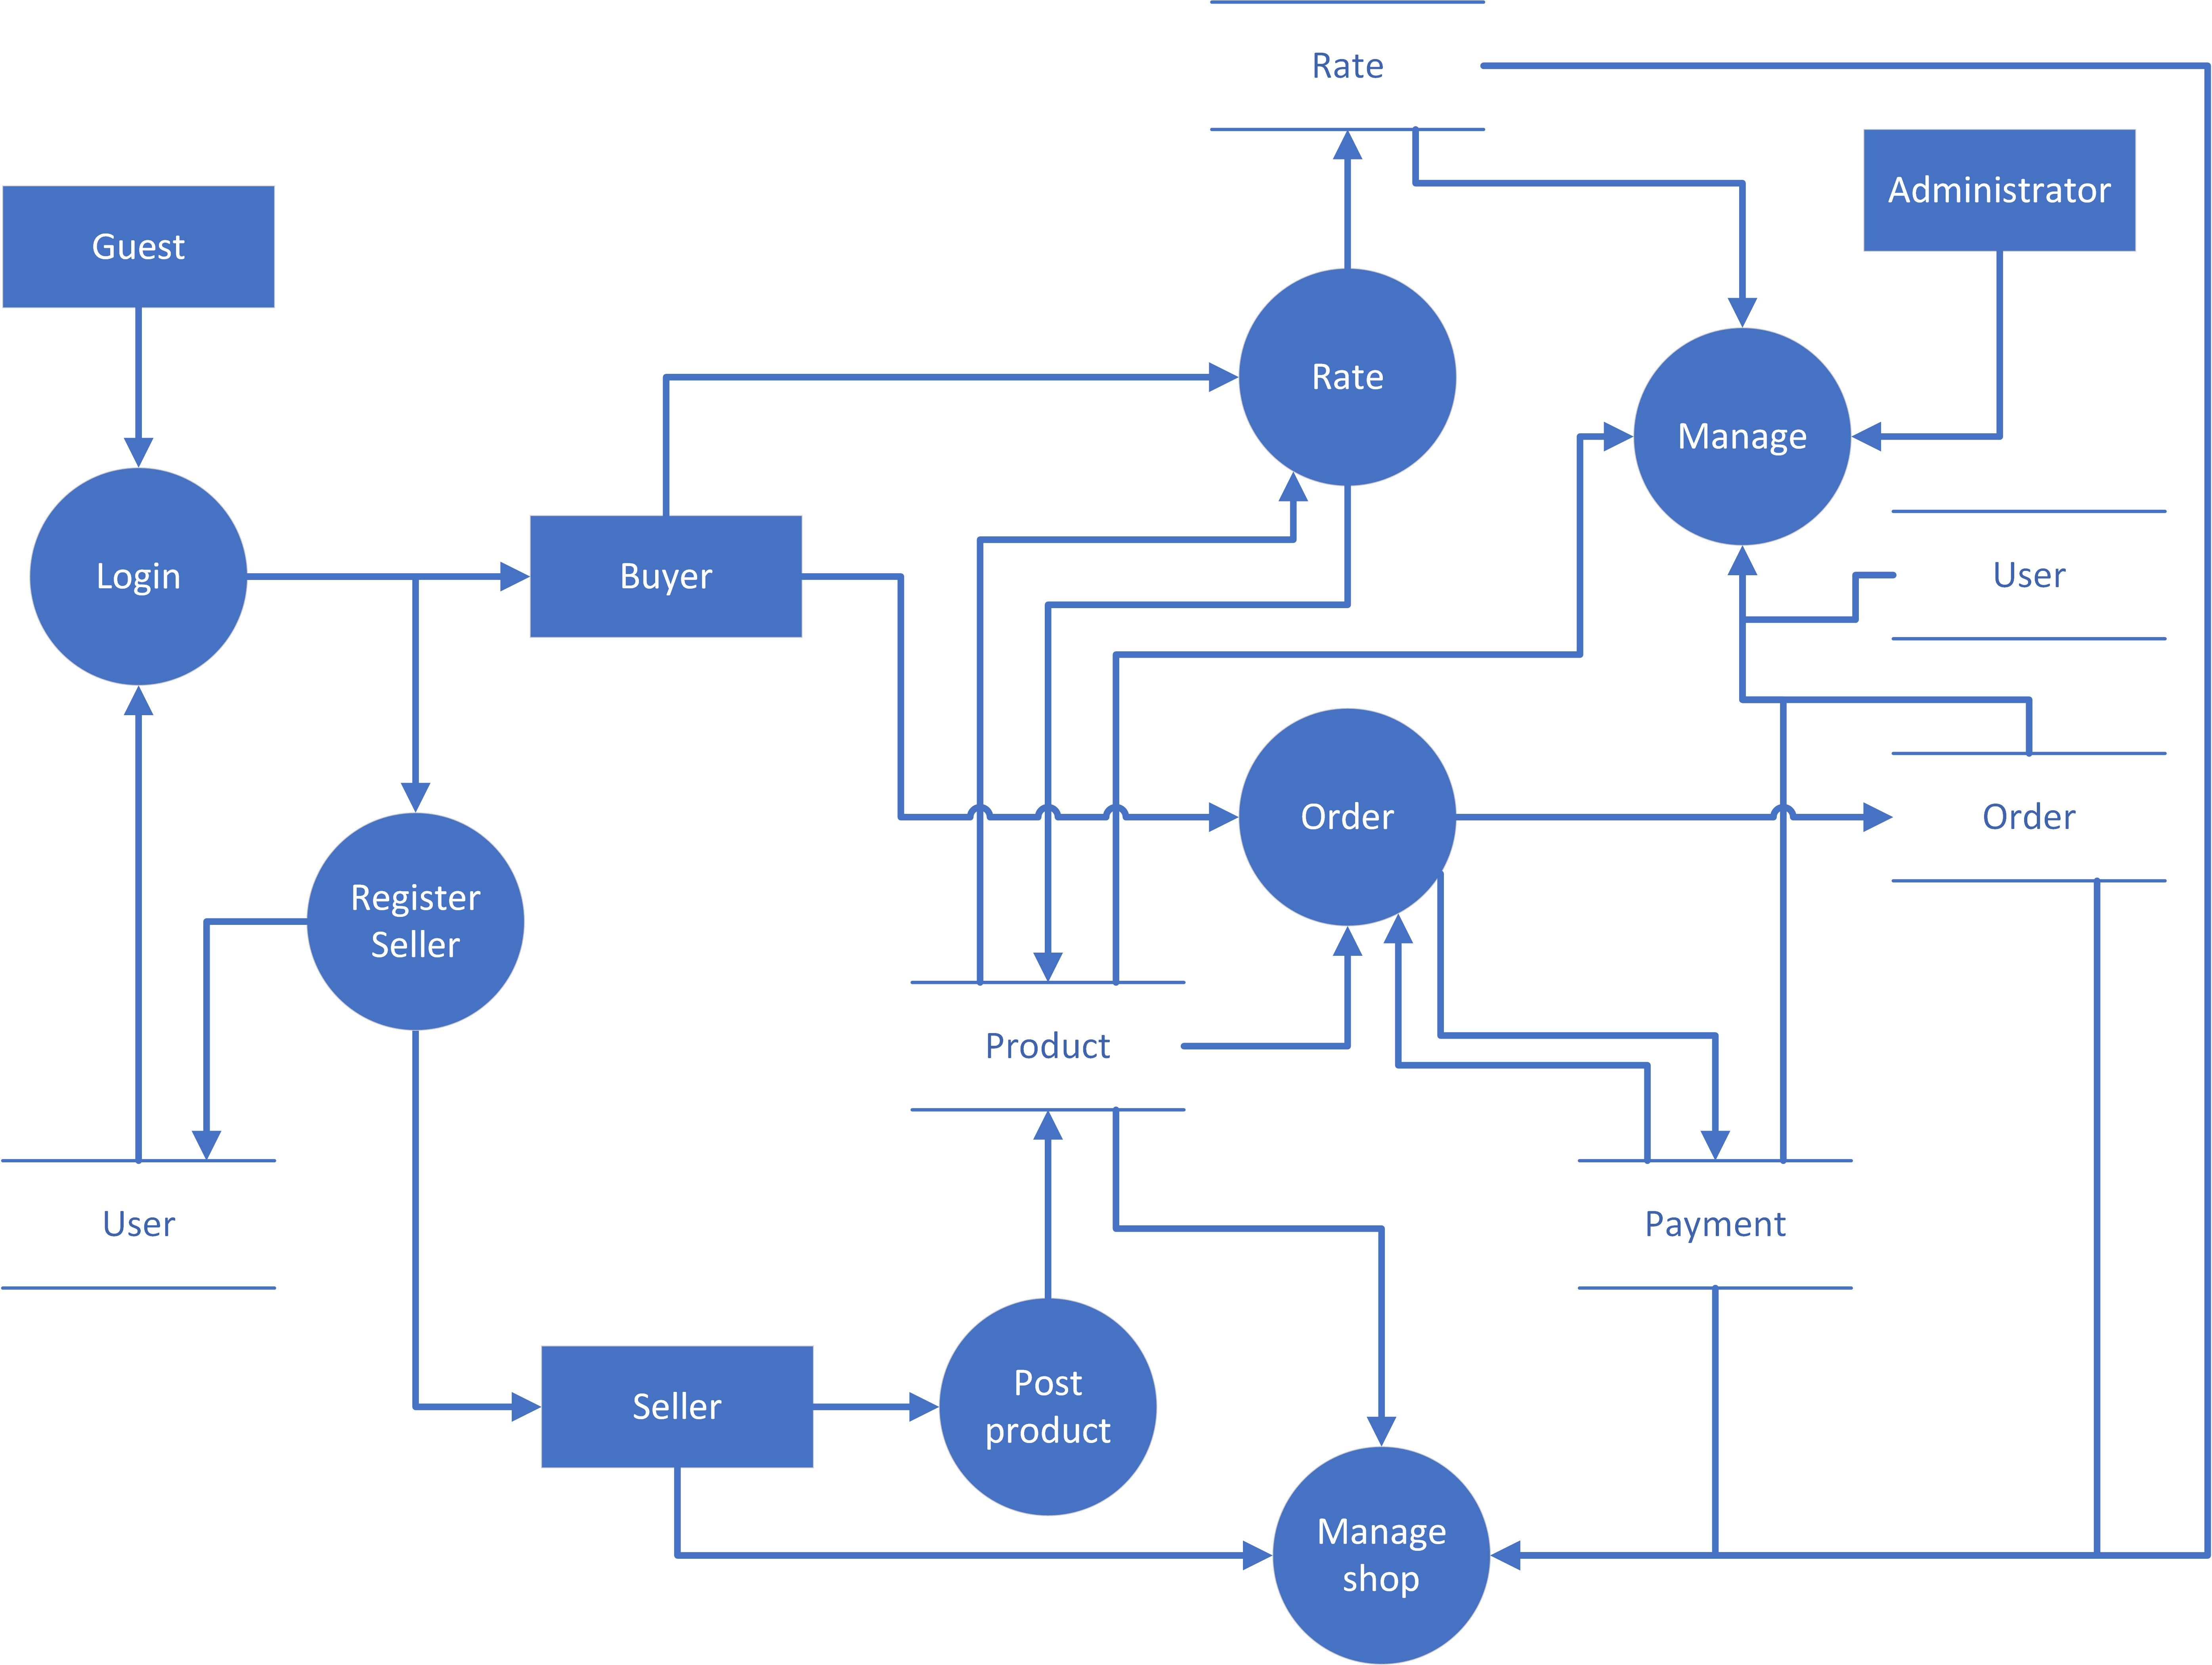 Rate
Administrator
Guest
Rate
Manage
Login
Buyer
User
Order
Order
Register
Seller
Product
User
Payment
Seller
Post
product
Manage
shop